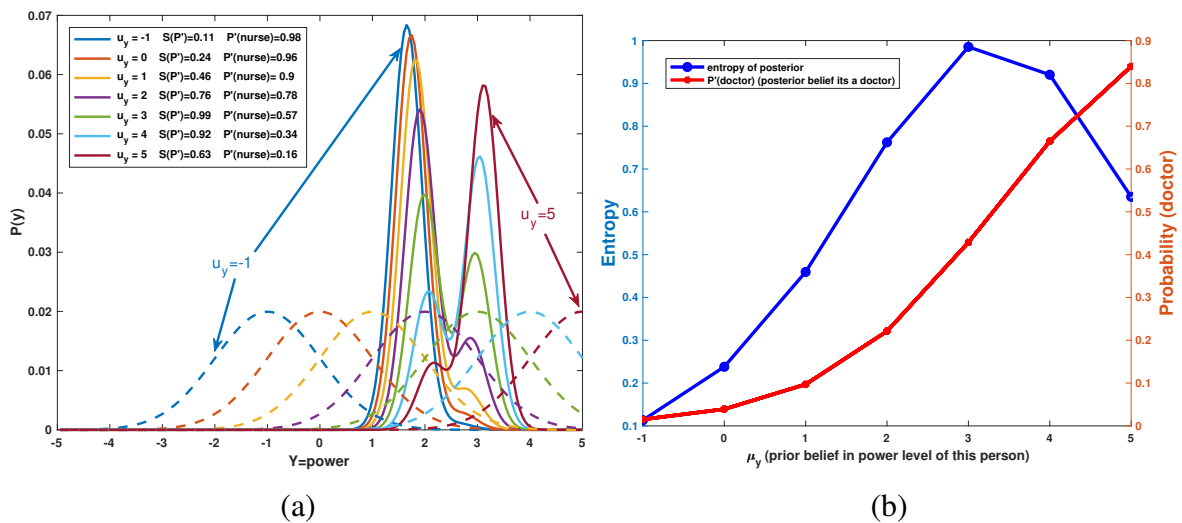 0.07
0.06
0.05
0.04
0.03
0.02
0.01
0
P(y)
u_y = -1 S(P')=0.11 P'(nurse)=0.98
u_y = 0 S(P')=0.24 P'(nurse)=0.96
u_y = 1 S(P')=0.46 P'(nurse)=0.9
u_y = 2 S(P')=0.76 P'(nurse)=0.78
u_y = 3 S(P')=0.99 P'(nurse)=0.57
u_y = 4 S(P')=0.92 P'(nurse)=0.34
u_y = 5 S(P')=0.63 P'(nurse)=0.16
u_y=-1
u_y=5
-5 -4 -3 -2 -1 0 1 2 3 4 5
Y=power
(a)
1
0.9
0.8
0.7
0.6
0.5
0.4
0.3
0.2
0.1
Entropy
entropy of posterior
P'(doctor) (posterior belief its a doctor)
0.9
0.8
0.7
0.6
0.5
0.4
0.3
0.2
0.1
0
Probability (doctor)
-1 0 1 2 3 4 5
μ_y (prior belief in power level of this person)
(b)